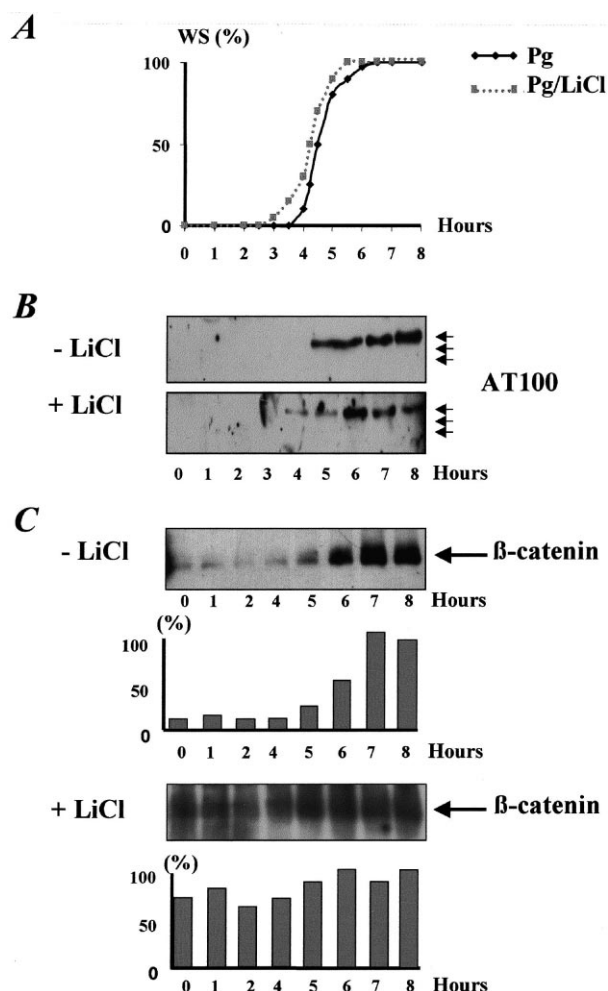 A
WS (%)
100
50
0
0 1 2 3 4 5 6 7 8
Hours
Pg
Pg/LiCl
B
- LiCl
+ LiCl
AT100
0 1 2 3 4 5 6 7 8 Hours
C
- LiCl
ß-catenin
0 1 2 4 5 6 7 8 Hours
(%)
100
50
0
0 1 2 4 5 6 7 8 Hours
+ LiCl
ß-catenin
(%)
100
50
0
0 1 2 4 5 6 7 8 Hours